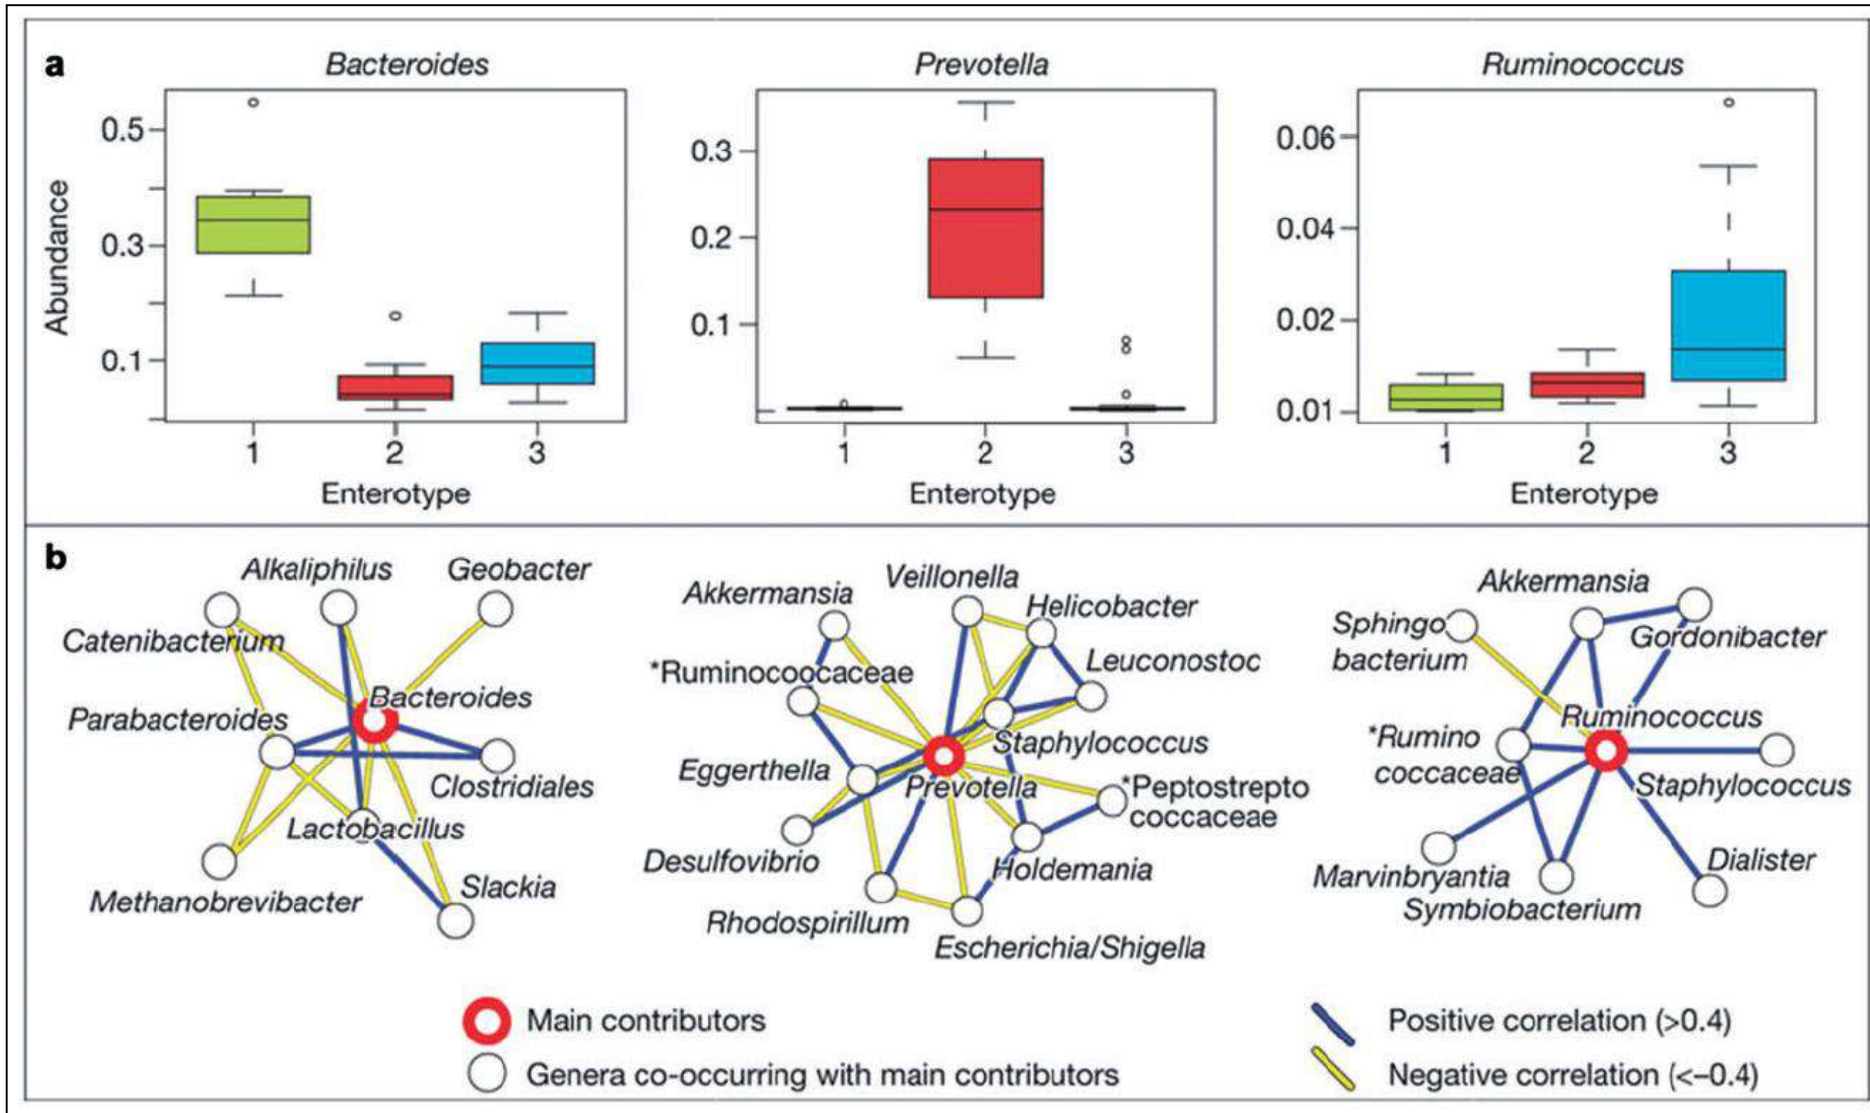 a
Bacteroides
Abundance
0.5
0.3
0.1
1 2 3
Enterotype
Prevotella
0.3
0.2
0.1
1 2 3
Enterotype
Ruminococcus
0.06
0.04
0.02
0.01
1 2 3
Enterotype
b
Alkaliphilus
Geobacter
Catenibacterium
Bacteroides
Parabacteroides
Clostridiales
Lactobacillus
Slackia
Methanobrevibacter
Veillonella
Akkermansia
Helicobacter
*Ruminocoocaceae
Leuconostoc
Staphylococcus
Eggerthella
Prevotella
*Peptostrepto
coccaceae
Desulfovibrio
Holdemania
Rhodospirillum
Escherichia/Shigella
Akkermansia
Sphingo
bacterium
Gordonibacter
Ruminococcus
*Rumino
coccaceae
Staphylococcus
Dialister
Marvinbryantia
Symbiobacterium
Main contributors
Genera co-occurring with main contributors
Positive correlation (>0.4)
Negative correlation (<–0.4)